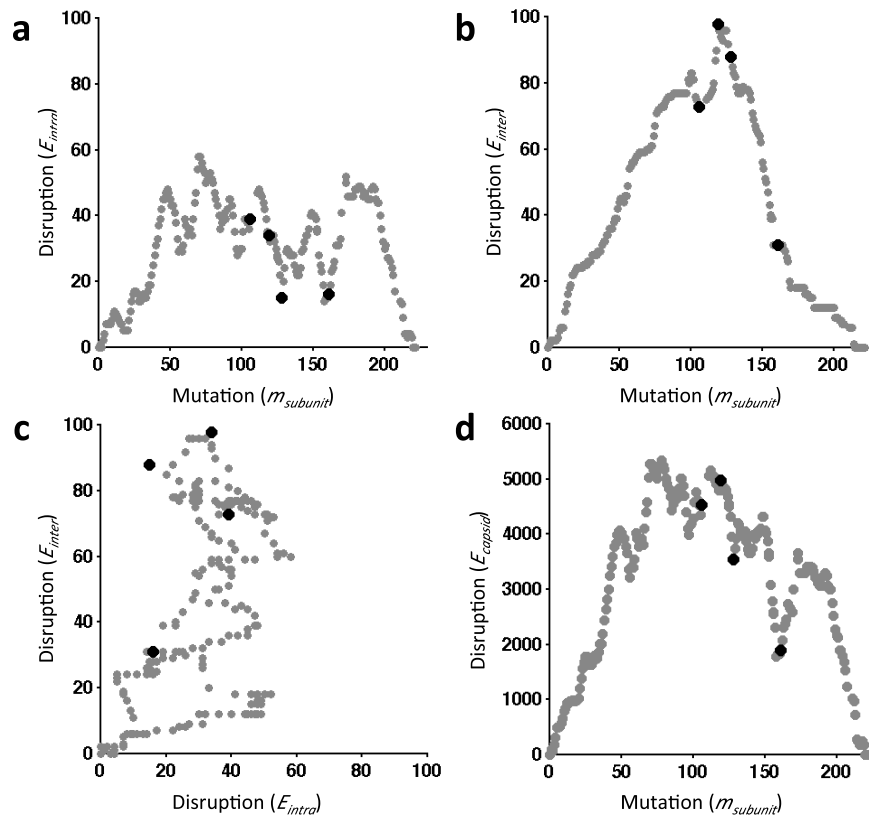 a
Disruption (E_intra)
100
80
60
40
20
0
0 50 100 150 200
Mutation (m_subunit)
b
Disruption (E_inter)
100
80
60
40
20
0
0 50 100 150 200
Mutation (m_subunit)
c
Disruption (E_inter)
100
80
60
40
20
0
0 20 40 60 80 100
Disruption (E_intra)
d
Disruption (E_capsid)
6000
5000
4000
3000
2000
1000
0
0 50 100 150 200
Mutation (m_subunit)